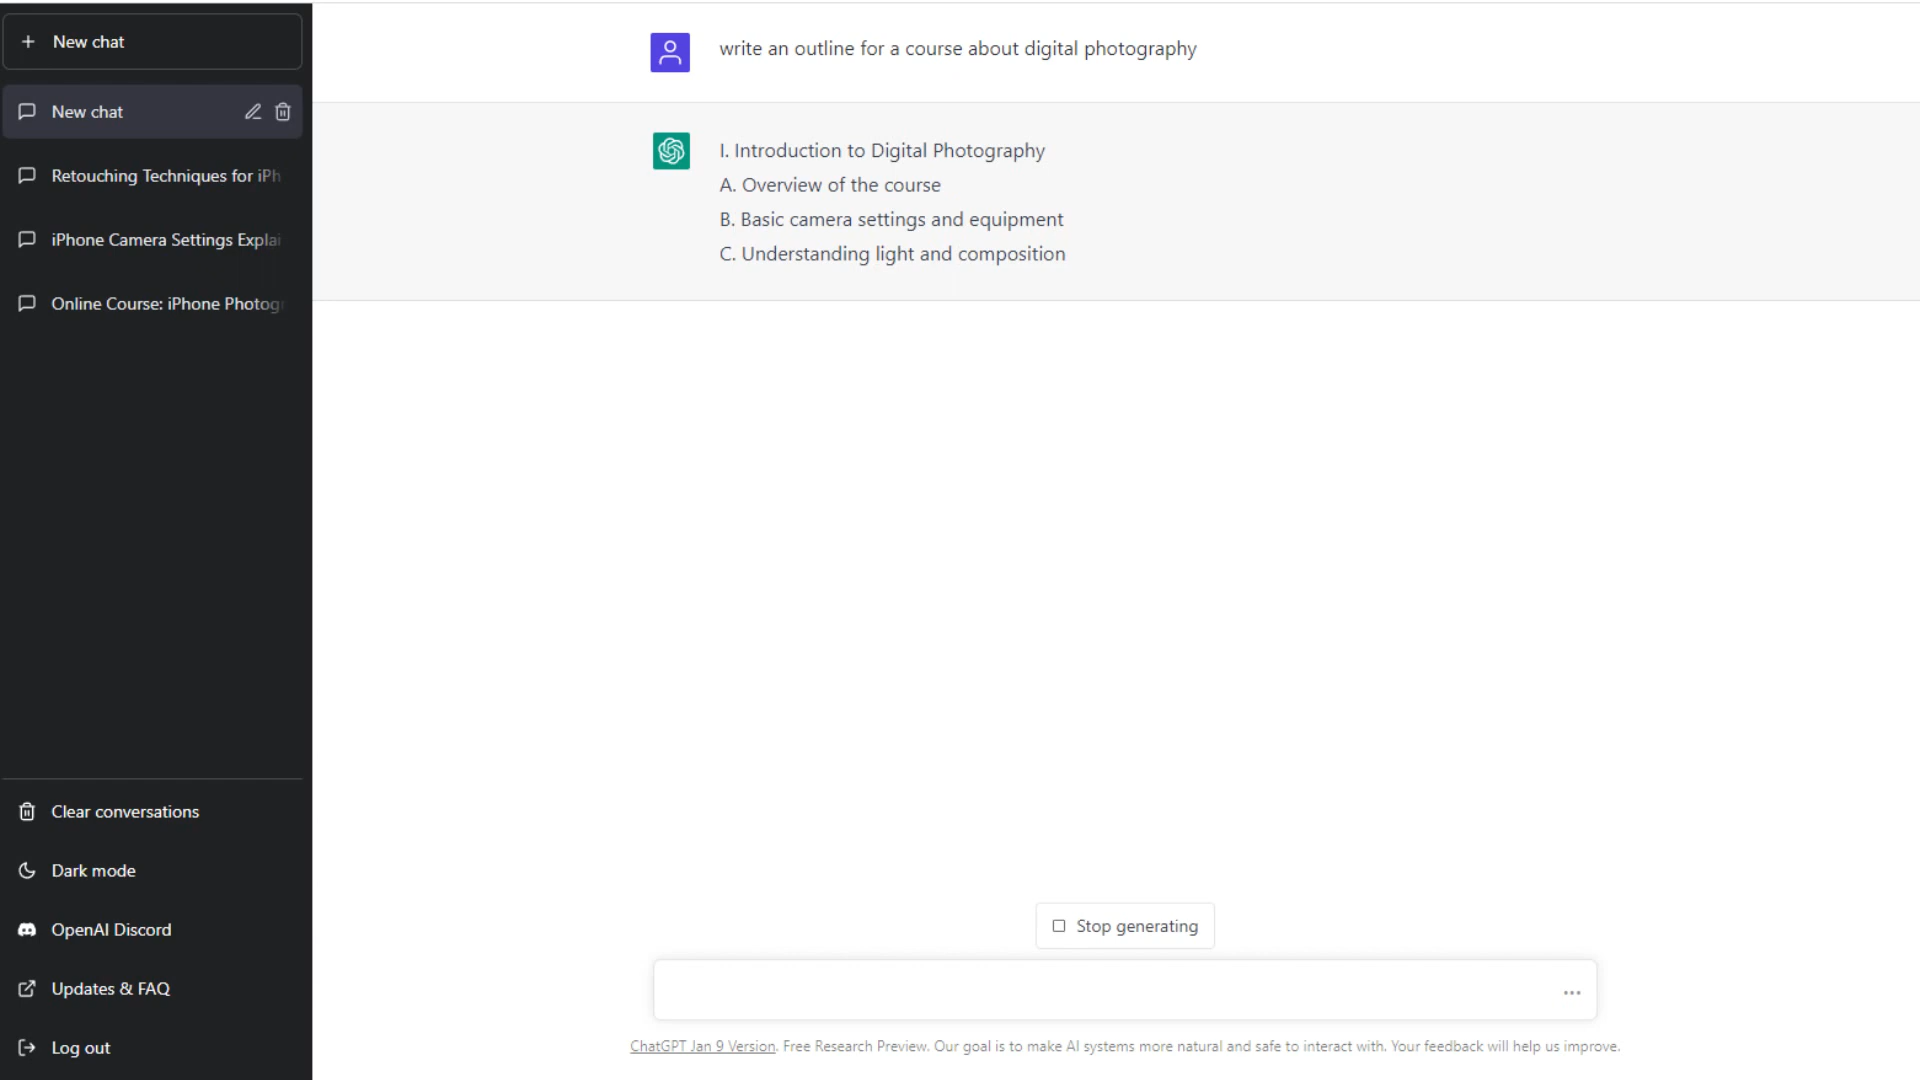 New chat
New chat
Retouching Techniques for iPh
iPhone Camera Settings Explai
Online Course: iPhone Photogr
Clear conversations
Dark mode
OpenAI Discord
Updates & FAQ
Log out
write an outline for a course about digital photography
I. Introduction to Digital Photography
A. Overview of the course
B. Basic camera settings and equipment
C. Understanding light and composition
Stop generating
ChatGPT Jan 9 Version. Free Research Preview. Our goal is to make AI systems more natural and safe to interact with. Your feedback will help us improve.